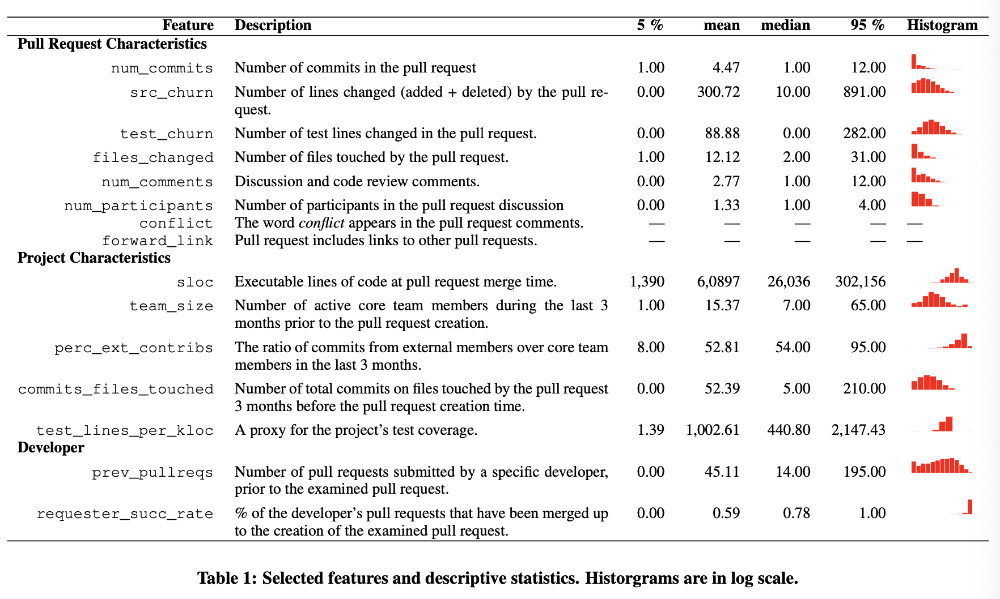 Feature Description 5 % mean median 95 % Histogram
Pull Request Characteristics
num_commits Number of commits in the pull request 1.00 4.47 1.00 12.00
src_churn Number of lines changed (added + deleted) by the pull re- 0.00 300.72 10.00 891.00
quest.
test_churn Number of test lines changed in the pull request. 0.00 88.88 0.00 282.00
files_changed Number of files touched by the pull request. 1.00 12.12 2.00 31.00
num_comments Discussion and code review comments. 0.00 2.77 1.00 12.00
num_participants Number of participants in the pull request discussion 0.00 1.33 1.00 4.00
conflict The word conflict appears in the pull request comments. — — — — —
forward_link Pull request includes links to other pull requests. — — — — —
Project Characteristics
sloc Executable lines of code at pull request merge time. 1,390 6,0897 26,036 302,156
team_size Number of active core team members during the last 3 1.00 15.37 7.00 65.00
months prior to the pull request creation.
perc_ext_contribs The ratio of commits from external members over core team 8.00 52.81 54.00 95.00
members in the last 3 months.
commits_files_touched Number of total commits on files touched by the pull request 0.00 52.39 5.00 210.00
3 months before the pull request creation time.
test_lines_per_kloc A proxy for the project’s test coverage. 1.39 1,002.61 440.80 2,147.43
Developer
prev_pullreqs Number of pull requests submitted by a specific developer, 0.00 45.11 14.00 195.00
prior to the examined pull request.
requester_succ_rate % of the developer’s pull requests that have been merged up 0.00 0.59 0.78 1.00
to the creation of the examined pull request.
Table 1: Selected features and descriptive statistics. Historgrams are in log scale.